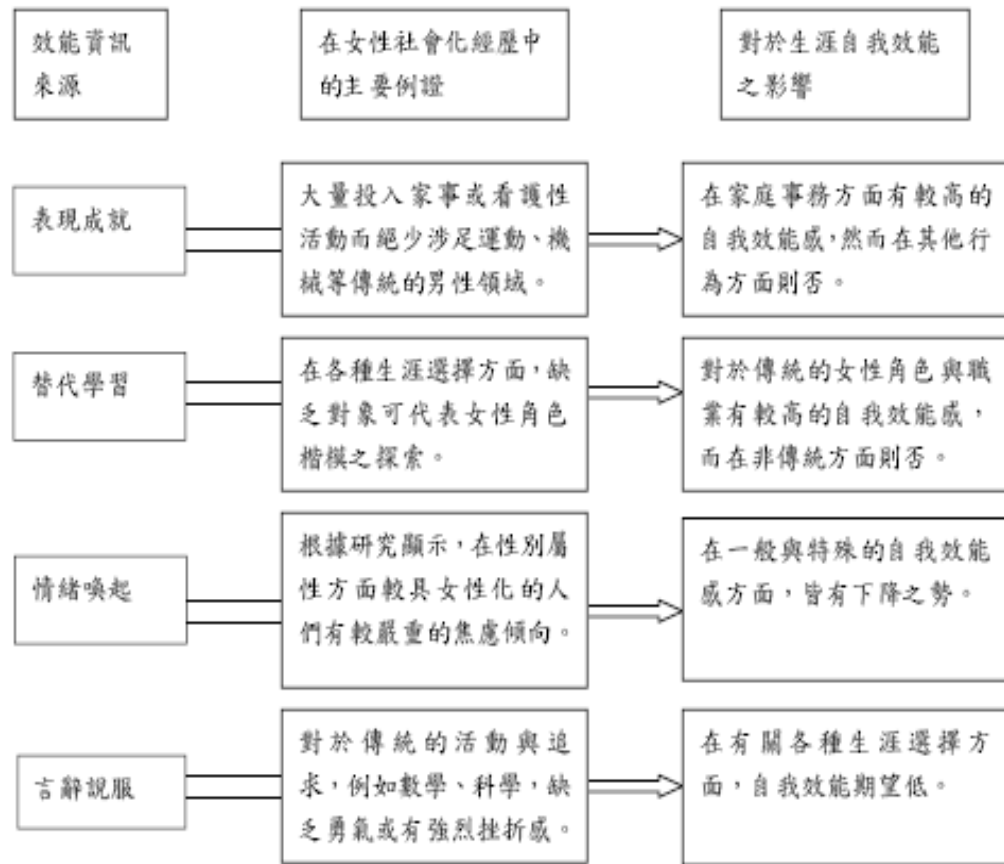 效能資訊
來源
在女性社會化經歷中
的主要例證
對於生涯自我效能
之影響
表現成就
大量投入家事或看護性
活動而絕少涉足運動、機
械等傳統的男性領域。
在家庭事務方面有較高的
自我效能感,然而在其他行
為方面則否。
替代學習
在各種生涯選擇方面,缺
乏對象可代表女性角色
楷模之探索。
對於傳統的女性角色與職
業有較高的自我效能感,
而在非傳統方面則否。
情緒喚起
根據研究顯示,在性別屬
性方面較具女性化的人
們有較嚴重的焦慮傾向。
在一般與特殊的自我效能
感方面,皆有下降之勢。
言辭說服
對於傳統的活動與追
求,例如數學、科學,缺
乏勇氣或有強烈挫折感。
在有關各種生涯選擇方
面,自我效能期望低。